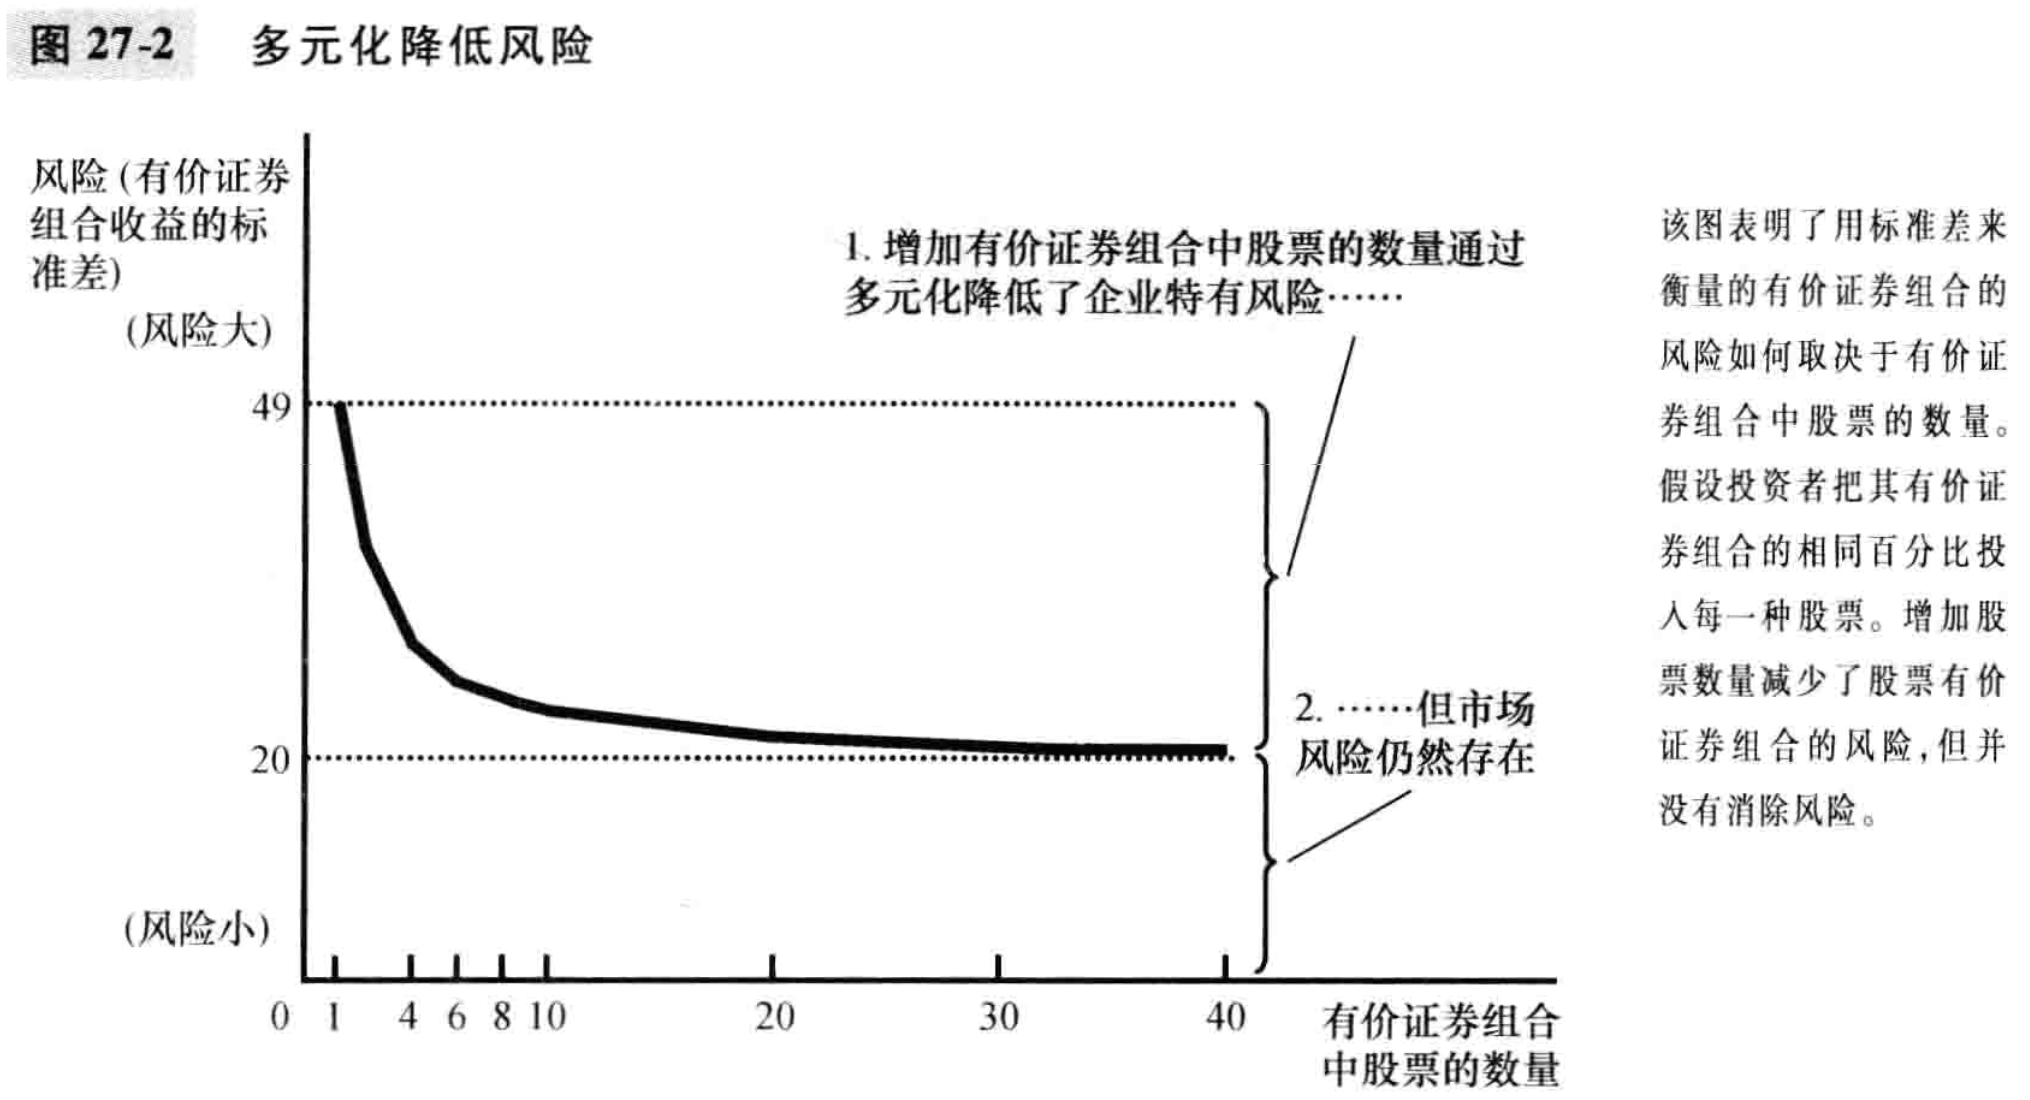 图 27-2 多元化降低风险
风险(有价证券
组合收益的标
准差)
(风险大)
49
20
(风险小)
1. 增加有价证券组合中股票的数量通过
多元化降低了企业特有风险……
2. ……但市场
风险仍然存在
0 1 4 6 8 10 20 30 40
有价证券组合
中股票的数量
该图表明了用标准差来
衡量的有价证券组合的
风险如何取决于有价证
券组合中股票的数量。
假设投资者把其有价证
券组合的相同百分比投
入每一种股票。增加股
票数量减少了股票有价
证券组合的风险,但并
没有消除风险。